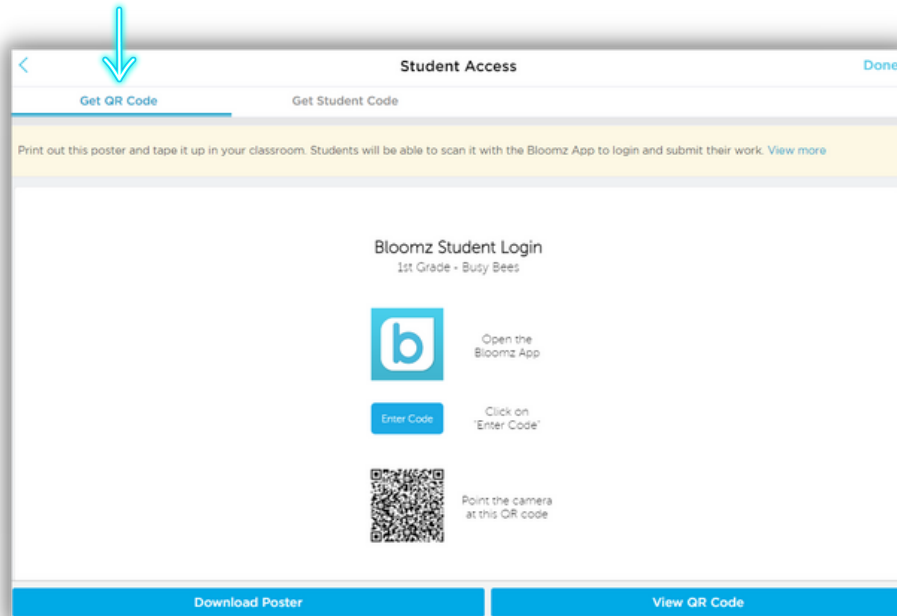 Student Access
Done
Get QR Code
Get Student Code
Print out this poster and tape it up in your classroom. Students will be able to scan it with the Bloomz App to login and submit their work. View more
Bloomz Student Login
1st Grade - Busy Bees
b
Open the
Bloomz App
Enter Code
Click on
"Enter Code"
Point the camera
at this QR code
Download Poster
View QR Code